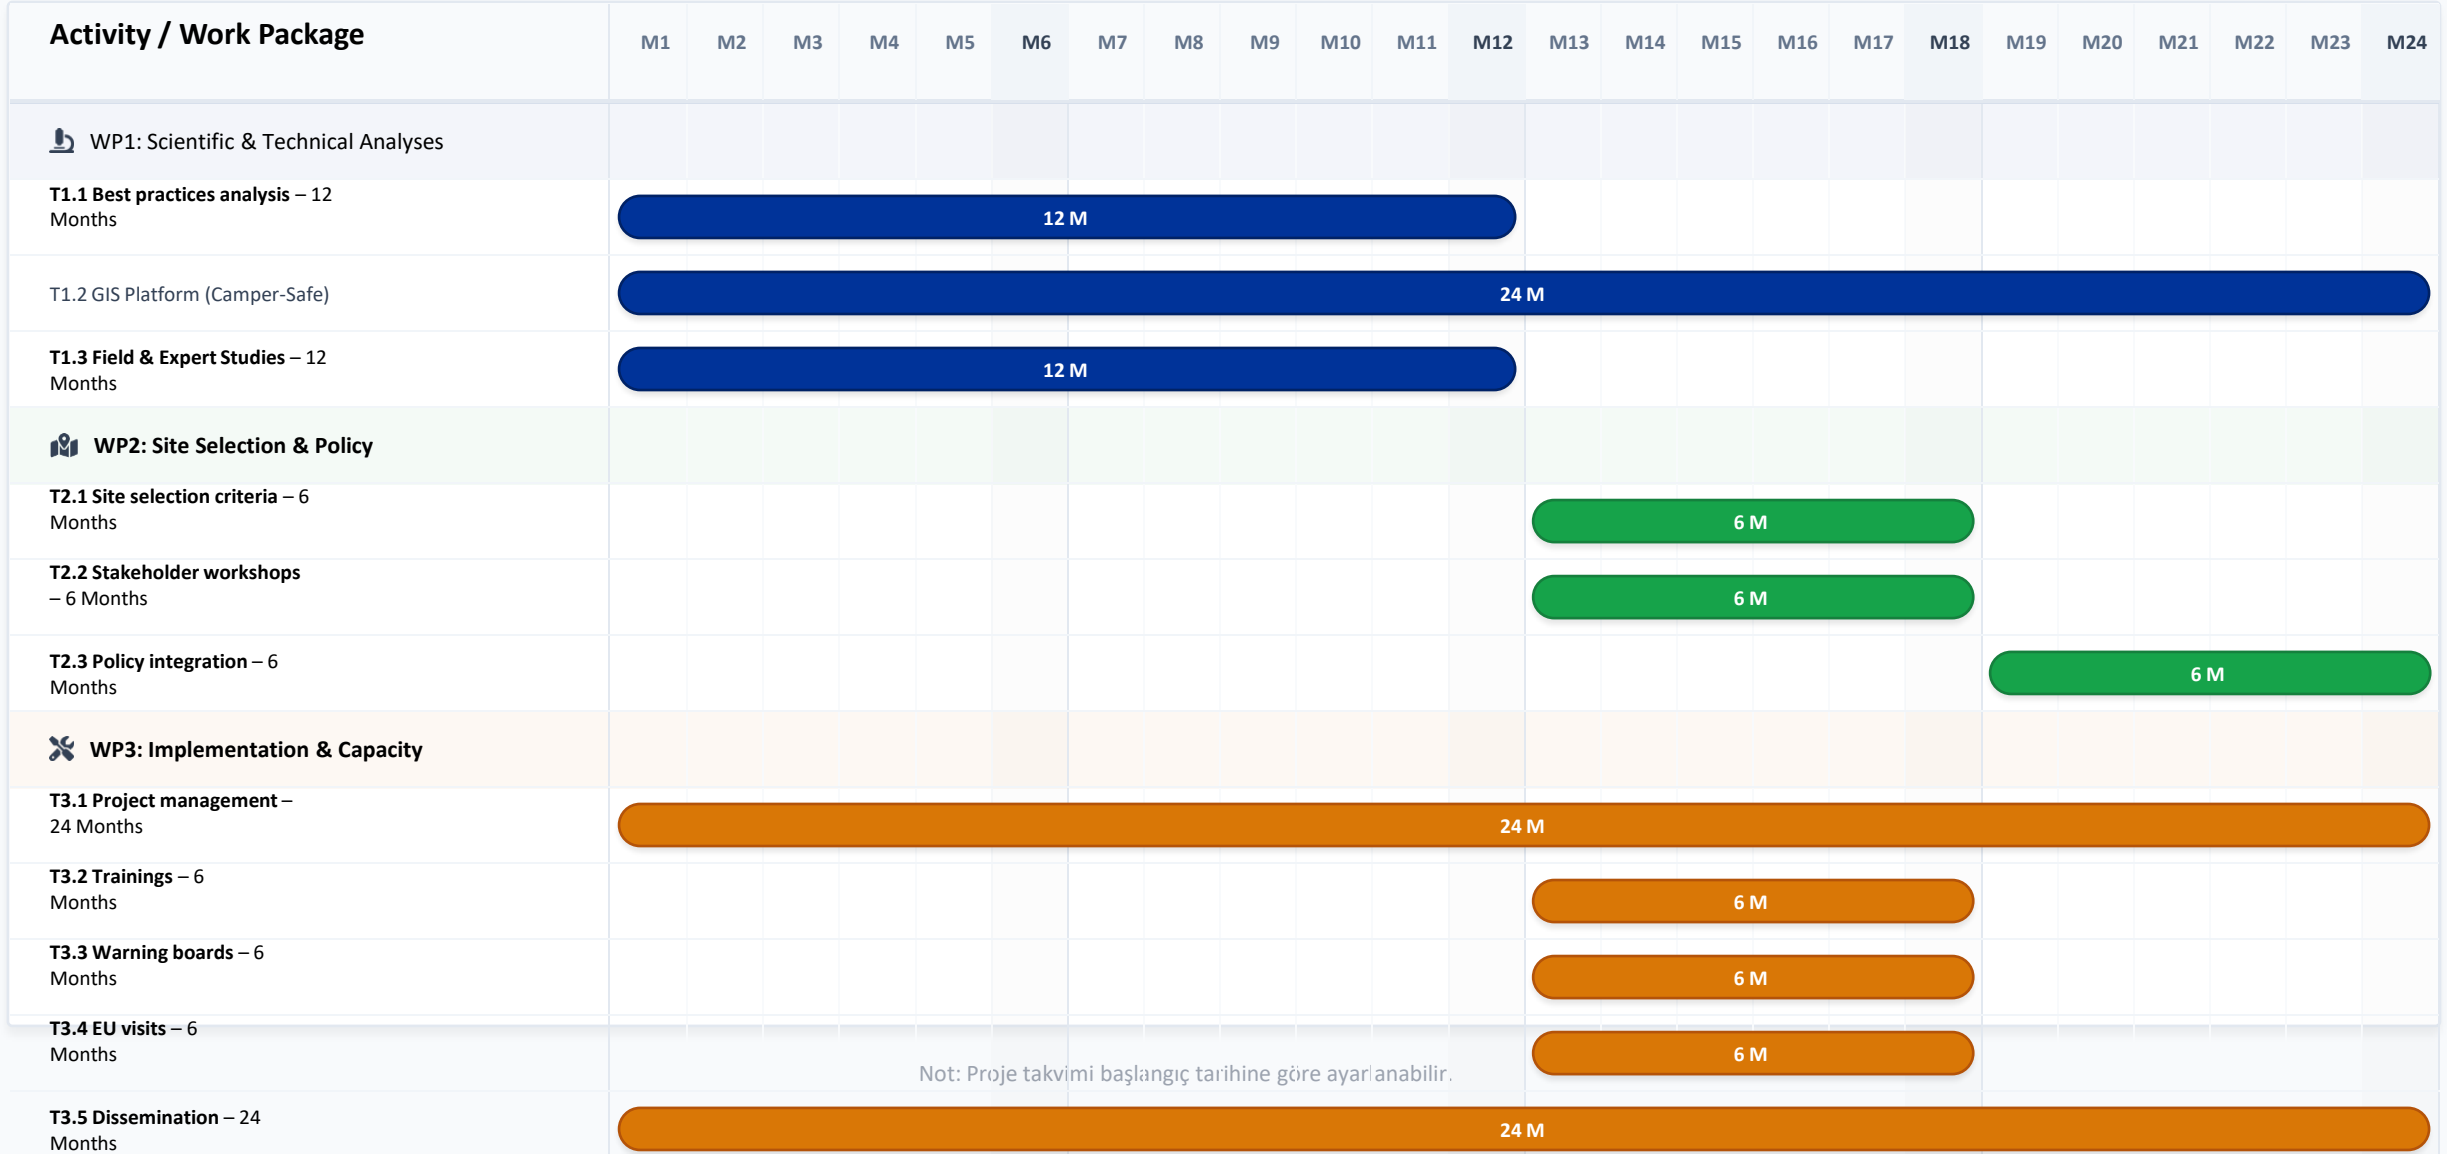 Activity / Work Package
M1 M2 M3 M4 M5 M6 M7 M8 M9 M10 M11 M12 M13 M14 M15 M16 M17 M18 M19 M20 M21 M22 M23 M24
WP1: Scientific & Technical Analyses
T1.1 Best practices analysis – 12
Months
12 M
T1.2 GIS Platform (Camper-Safe)
24 M
T1.3 Field & Expert Studies – 12
Months
12 M
WP2: Site Selection & Policy
T2.1 Site selection criteria – 6
Months
6 M
T2.2 Stakeholder workshops
– 6 Months
6 M
T2.3 Policy integration – 6
Months
6 M
WP3: Implementation & Capacity
T3.1 Project management –
24 Months
24 M
T3.2 Trainings – 6
Months
6 M
T3.3 Warning boards – 6
Months
6 M
T3.4 EU visits – 6
Months
6 M
Not: Proje takvimi başlangıç tarihine göre ayarlanabilir.
T3.5 Dissemination – 24
Months
24 M